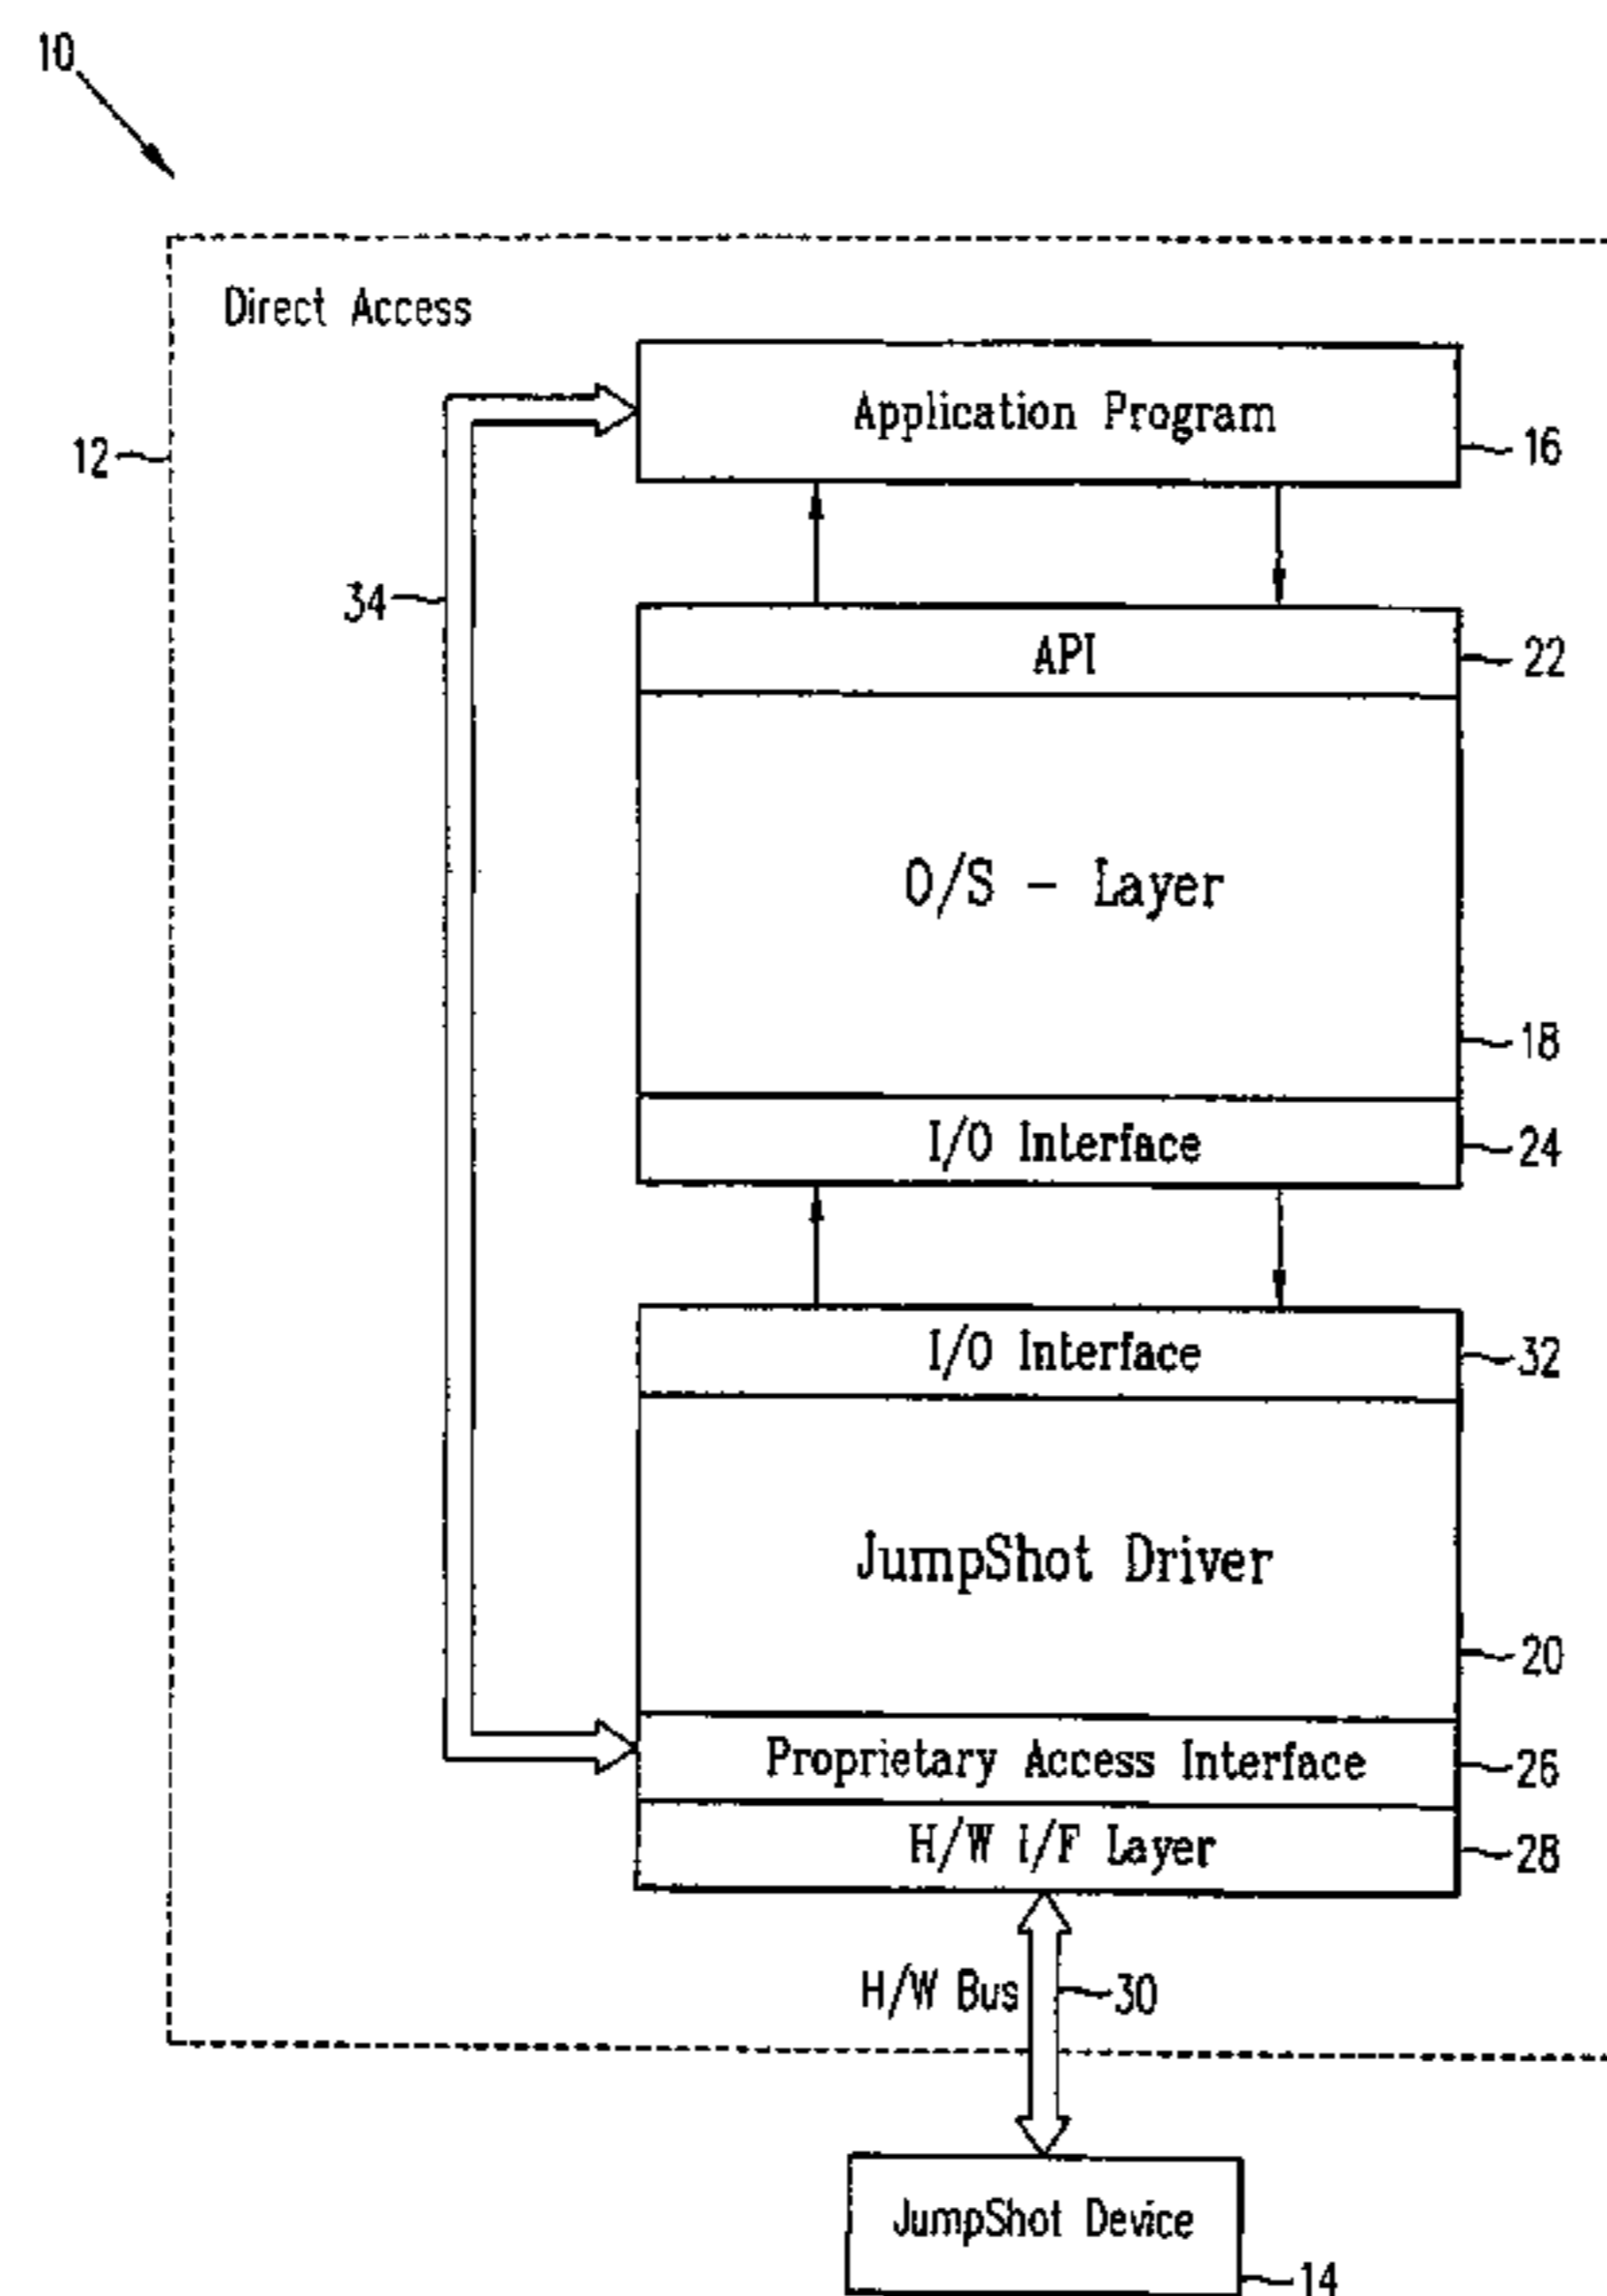 10
Direct Access
Application Program
12
16
34
API
22
O/S - Layer
18
I/O Interface
24
I/O Interface
32
JumpShot Driver
20
Proprietary Access Interface
26
H/W I/F Layer
28
H/W Bus
30
JumpShot Device
14